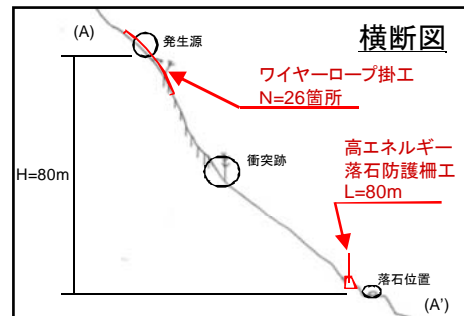 横断図
(A)
発生源
ワイヤーロープ掛工
N=26箇所
H=80m
衝突跡
高エネルギー
落石防護柵工
L=80m
落石位置
(A')